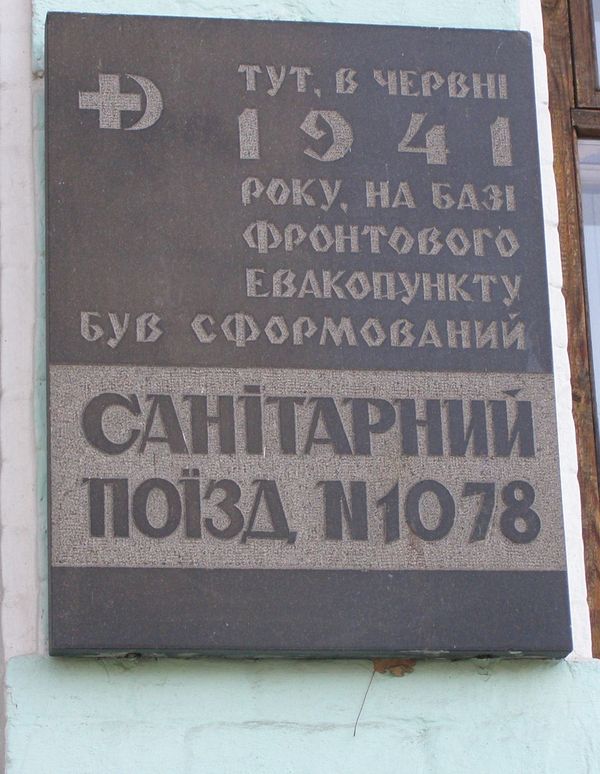 ТУТ, В ЧЕРВНІ
1941
РОКУ, НА БАЗІ
ФРОНТОВОГО
ЕВАКОПУНКТУ
БУВ СФОРМОВАНИЙ
САНІТАРНИЙ
ПОЇЗД N1078